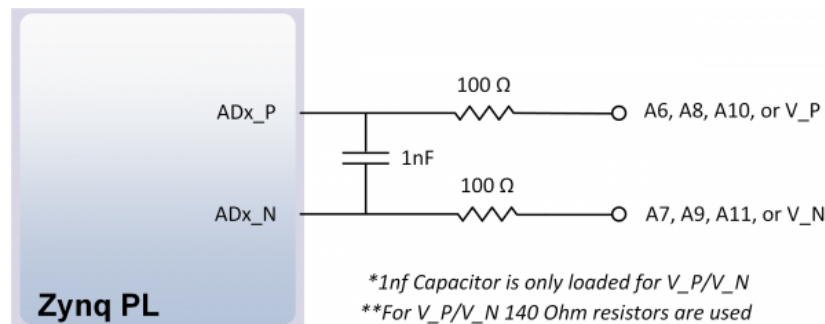 100 Ω
ADx_P
A6, A8, A10, or V_P
1nF
100 Ω
ADx_N
A7, A9, A11, or V_N
*1nf Capacitor is only loaded for V_P/V_N
Zynq PL
**For V_P/V_N 140 Ohm resistors are used